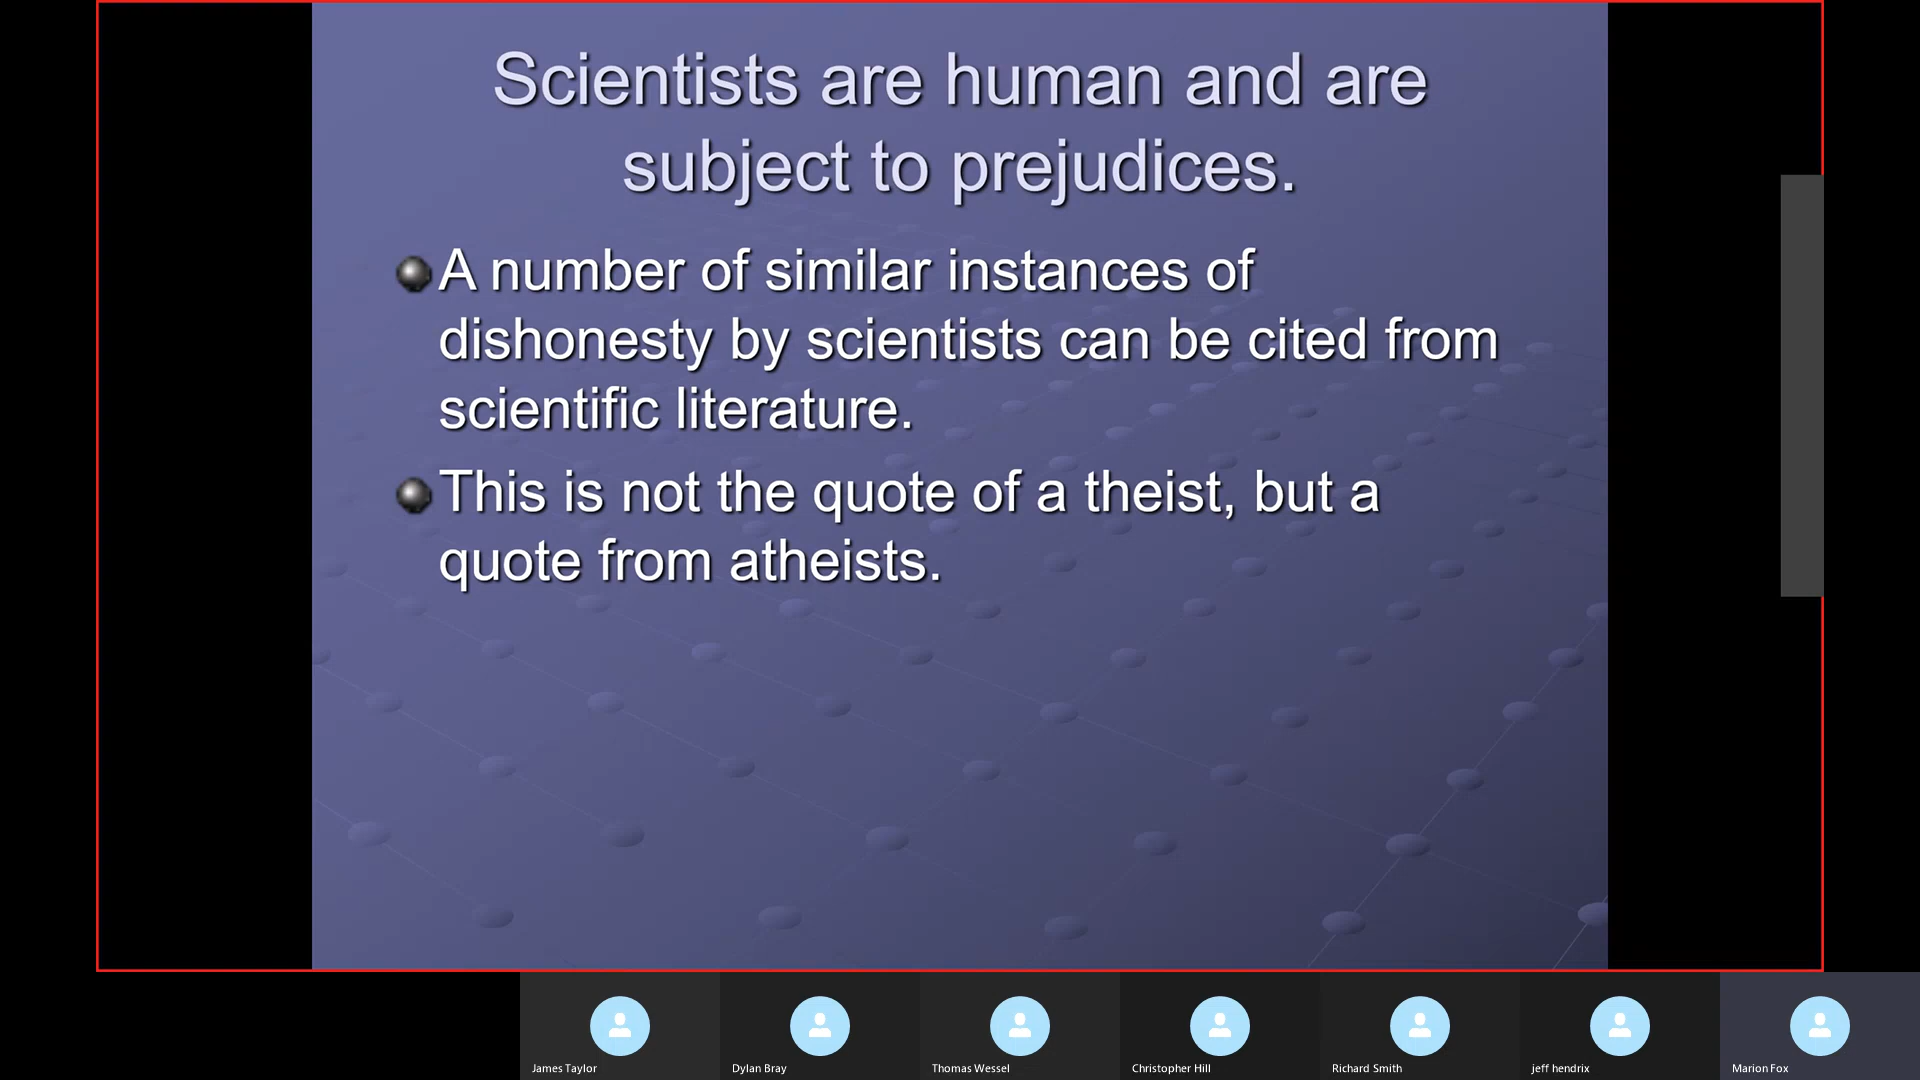 Scientists are human and are
subject to prejudices.
A number of similar instances of
dishonesty by scientists can be cited from
scientific literature.
This is not the quote of a theist, but a
quote from atheists.
James Taylor
Dylan Bray
Thomas Wessel
Christopher Hill
Richard Smith
jeff hendrix
Marion Fox